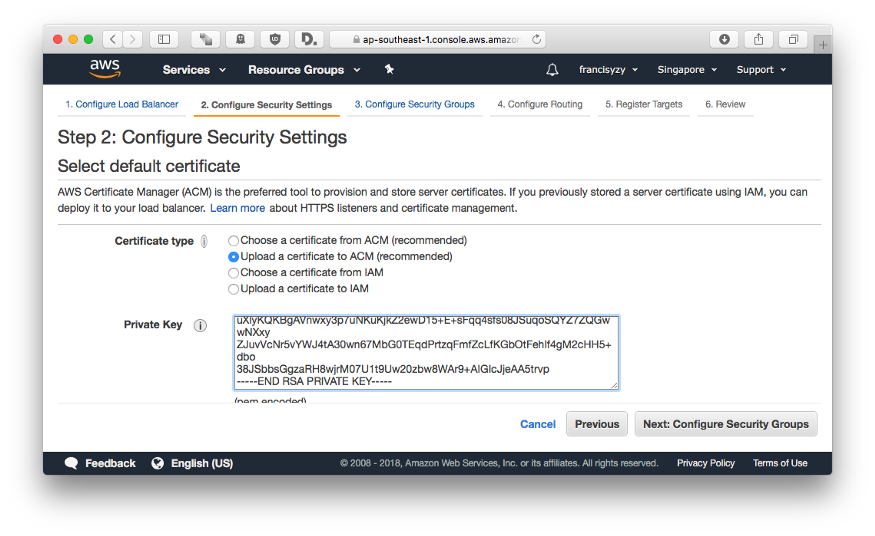 ap-southeast-1.console.aws.amazon
aws Services Resource Groups francisyzy Singapore Support
1. Configure Load Balancer 2. Configure Security Settings 3. Configure Security Groups 4. Configure Routing 5. Register Targets 6. Review
Step 2: Configure Security Settings
Select default certificate
AWS Certificate Manager (ACM) is the preferred tool to provision and store server certificates. If you previously stored a server certificate using IAM, you can
deploy it to your load balancer. Learn more about HTTPS listeners and certificate management.
Certificate type
Choose a certificate from ACM (recommended)
Upload a certificate to ACM (recommended)
Choose a certificate from IAM
Upload a certificate to IAM
Private Key
wNXxy
dbo
-----END RSA PRIVATE KEY-----
(pem encoded)
Cancel Previous Next: Configure Security Groups
Feedback English (US) © 2008 - 2018, Amazon Web Services, Inc. or its affiliates. All rights reserved. Privacy Policy Terms of Use